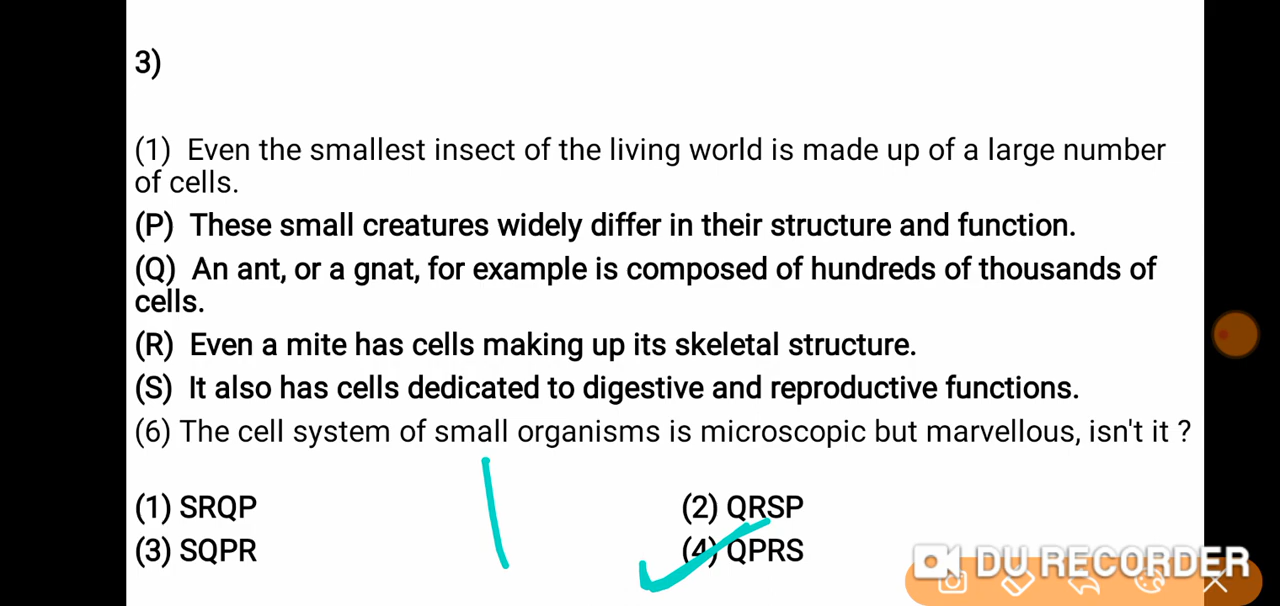 3)
(1) Even the smallest insect of the living world is made up of a large number
of cells.
(P) These small creatures widely differ in their structure and function.
(Q) An ant, or a gnat, for example is composed of hundreds of thousands of
cells.
(R) Even a mite has cells making up its skeletal structure.
(S) It also has cells dedicated to digestive and reproductive functions.
(6) The cell system of small organisms is microscopic but marvellous, isn't it ?
(1) SRQP (2) QRSP
(3) SQPR (4) QPRS
DU RECORDER